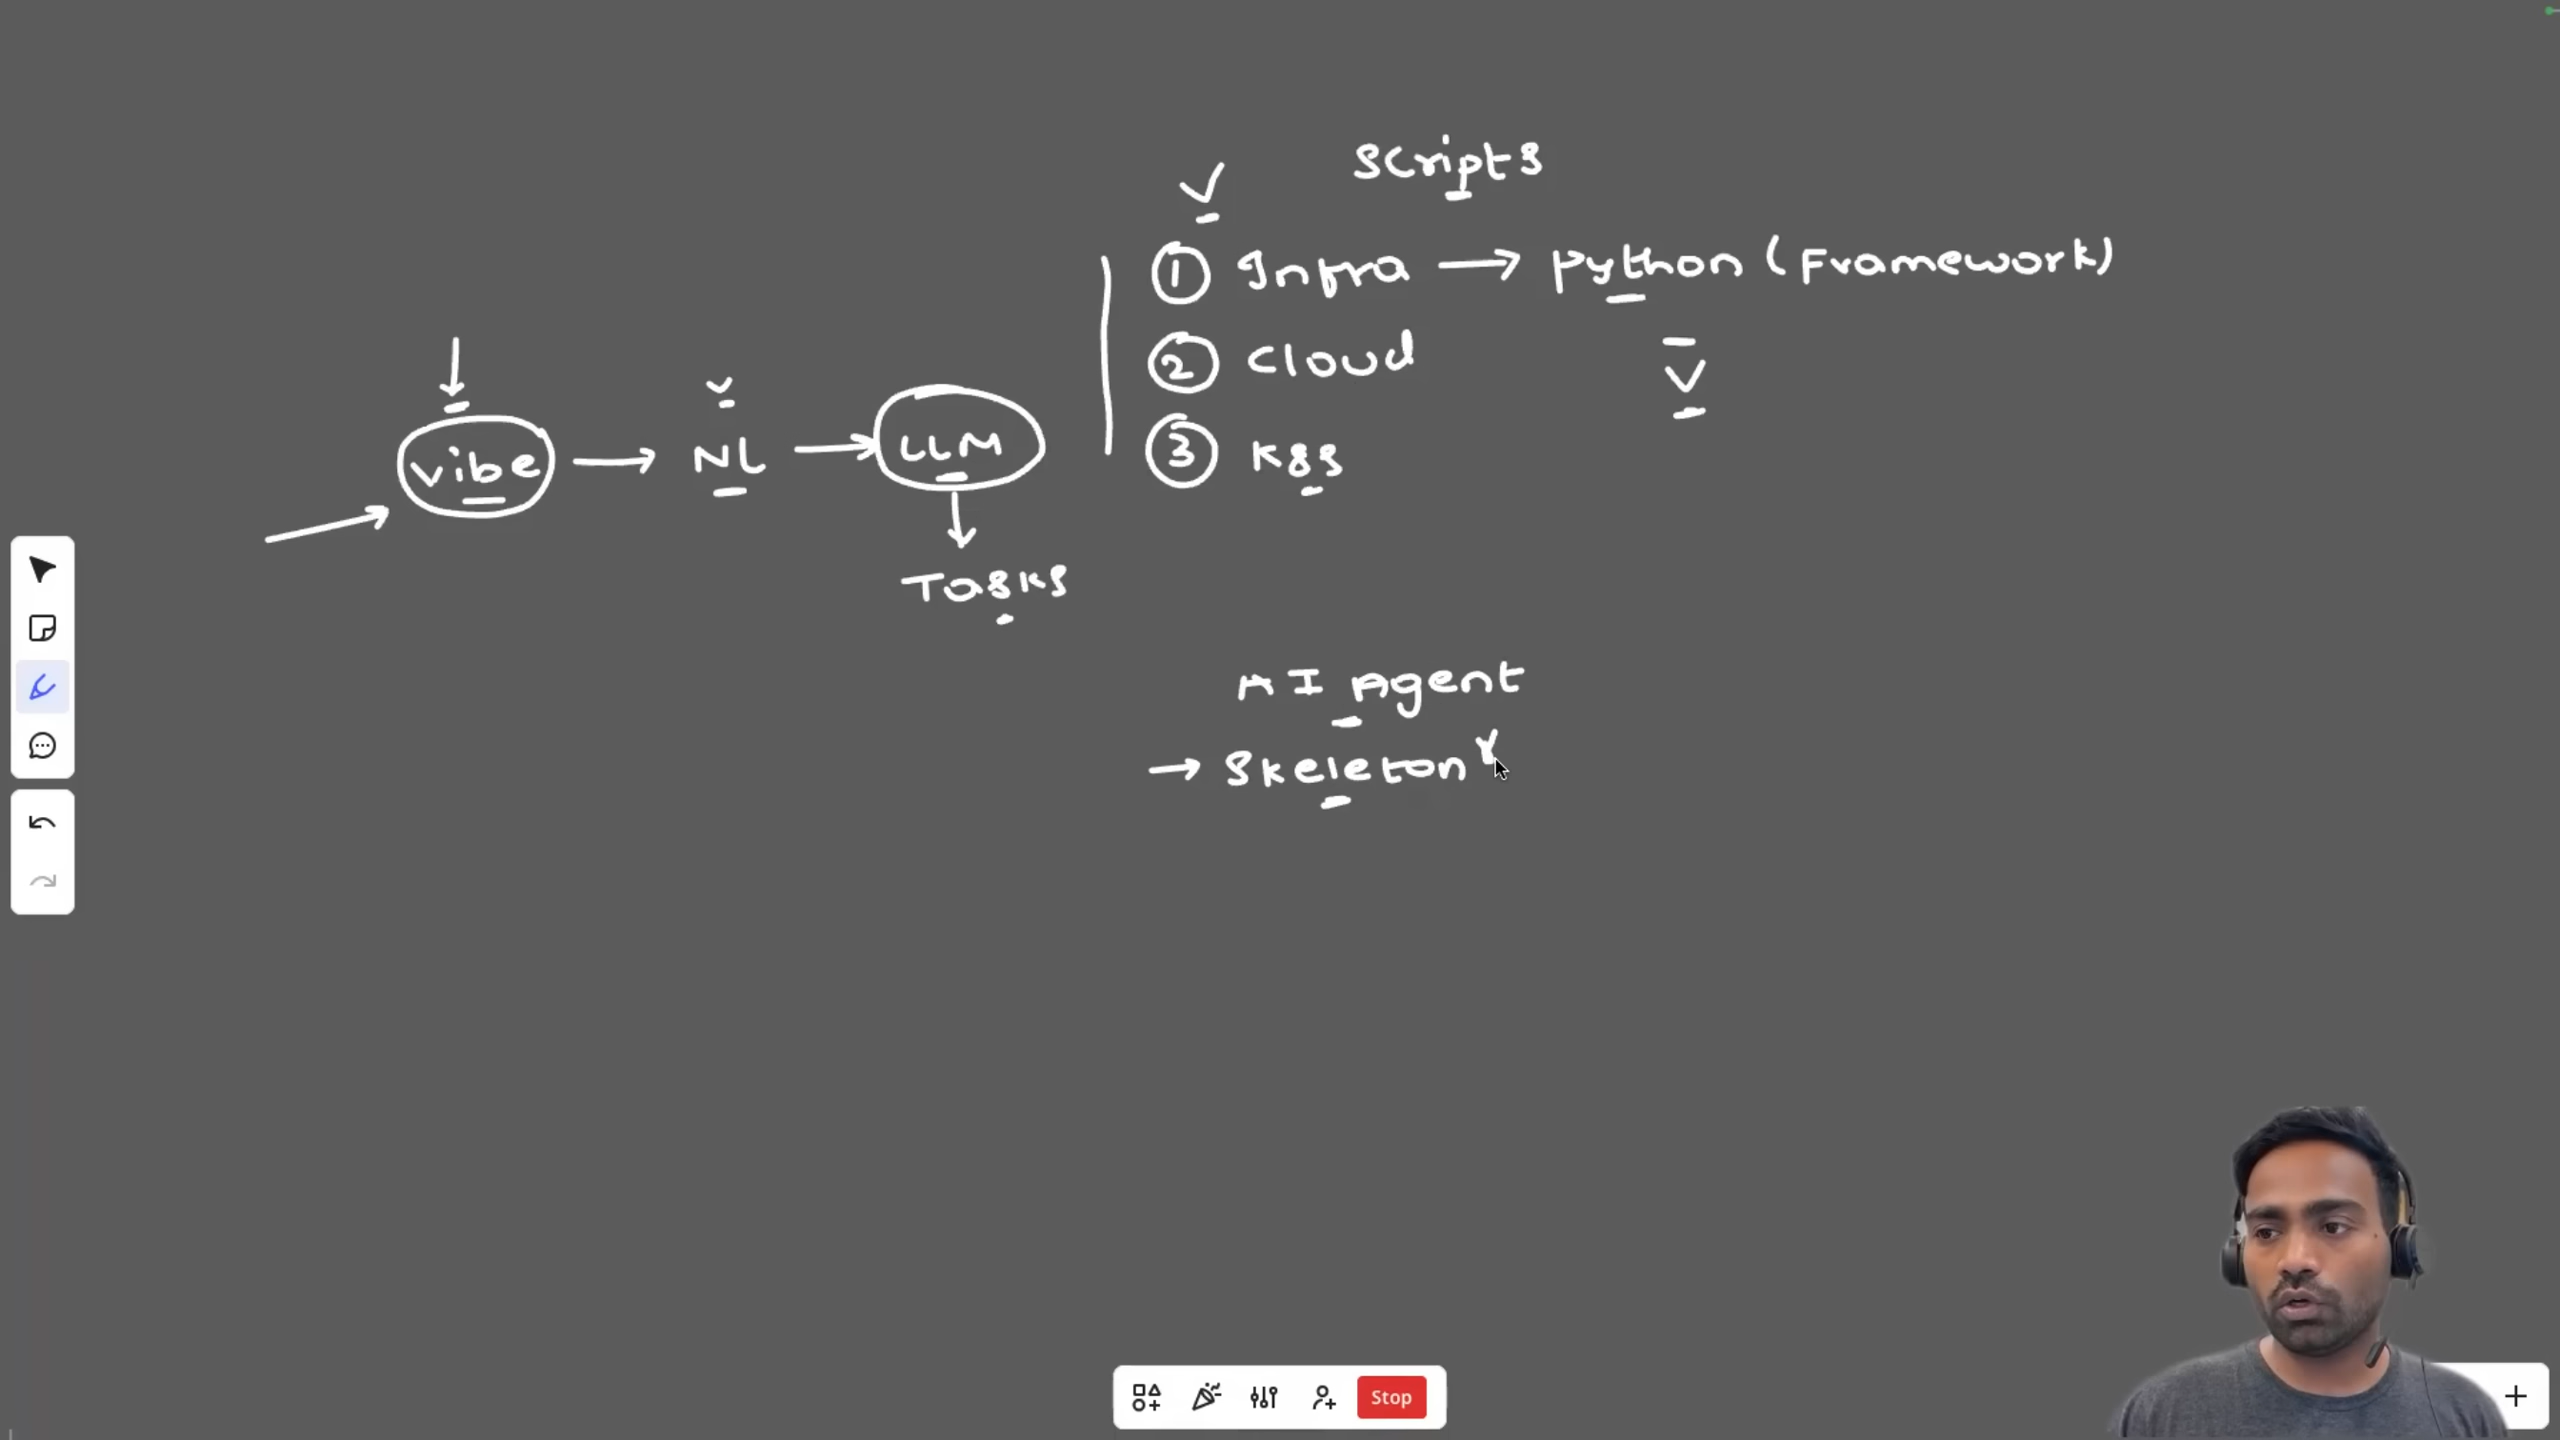 Scripts
1 Infra → python (Framework)
2 Cloud
3 K8s
vibe → NL → LLM
Tasks
AI Agent
→ Skeleton
Stop